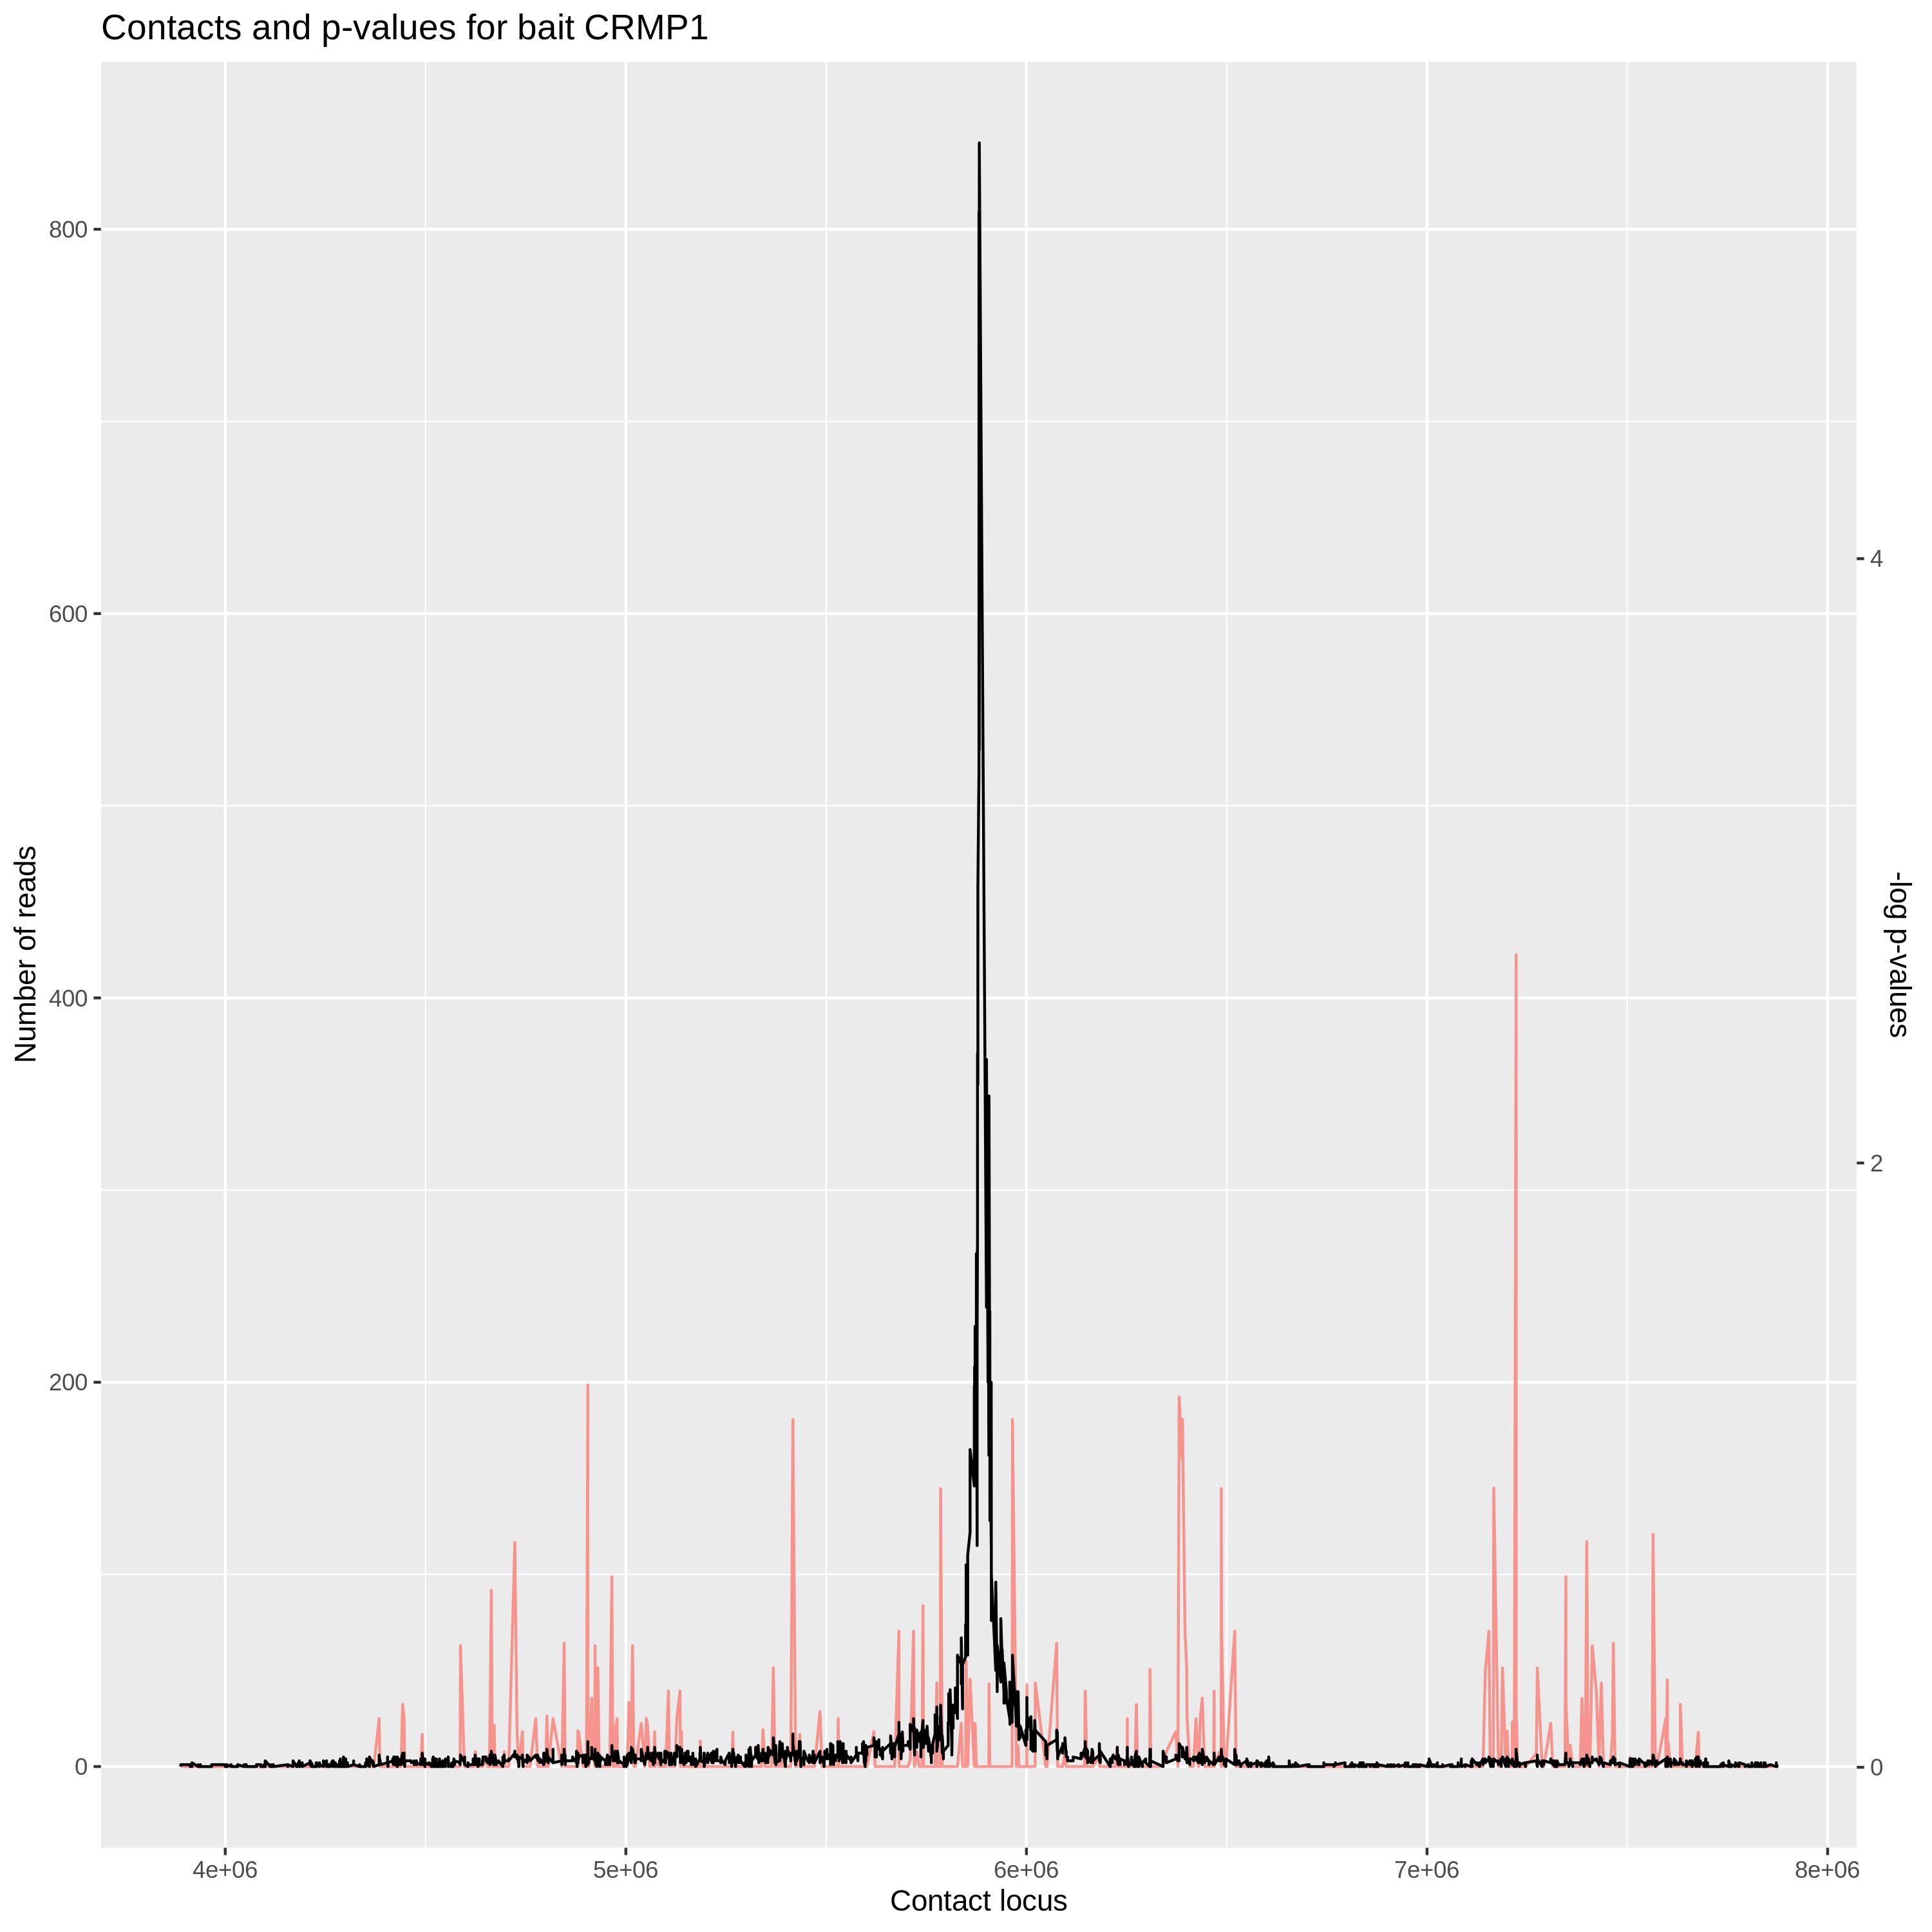 Contacts and p-values for bait CRMP1
800
600
400
200
0
Number of reads
4
2
0
-log p-values
4e+06
5e+06
6e+06
7e+06
8e+06
Contact locus